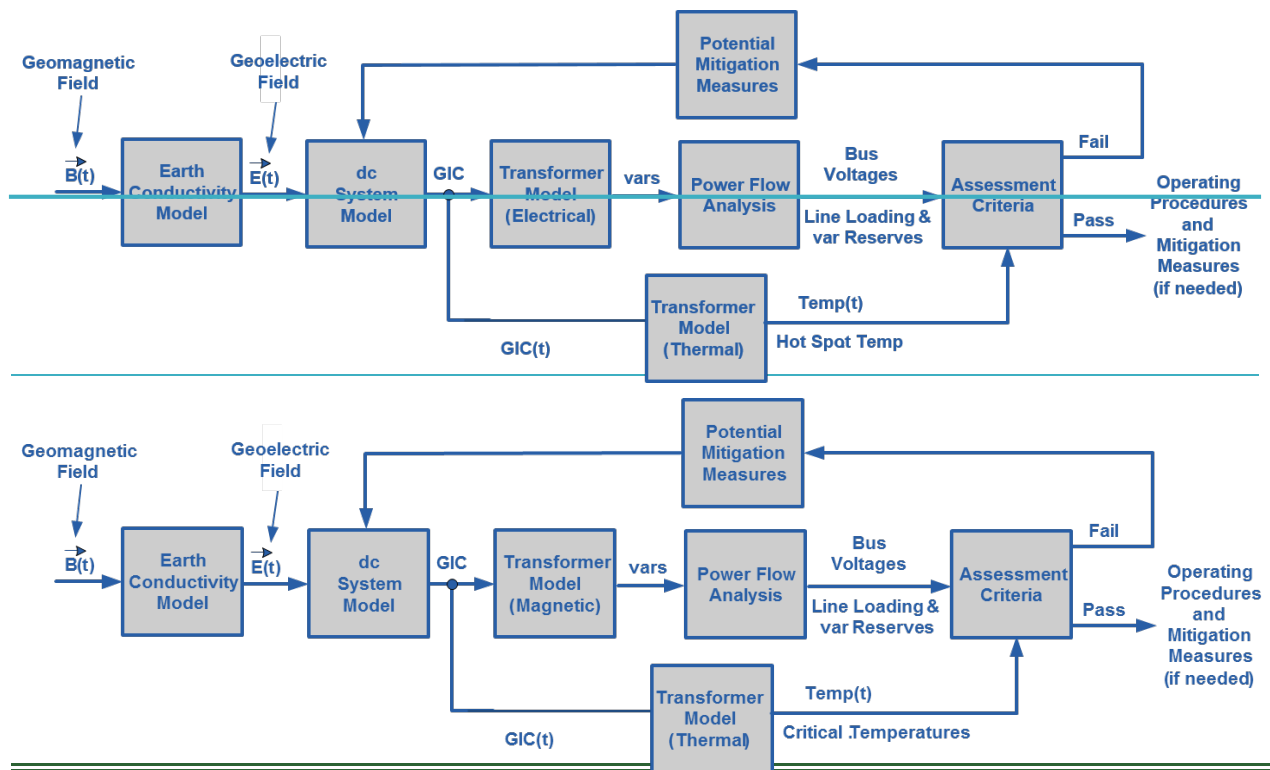 Geomagnetic
Field
Geoelectric
Field
Potential
Mitigation
Measures
B(t)
Earth
Conductivity
Model
E(t)
dc
System
Model
GIC
Transformer
Model
(Electrical)
vars
Power Flow
Analysis
Bus
Voltages
Line Loading &
var Reserves
Assessment
Criteria
Fail
Pass
Operating
Procedures
and
Mitigation
Measures
(if needed)
GIC(t)
Transformer
Model
(Thermal)
Temp(t)
Hot Spot Temp
Geomagnetic
Field
Geoelectric
Field
Potential
Mitigation
Measures
B(t)
Earth
Conductivity
Model
E(t)
dc
System
Model
GIC
Transformer
Model
(Magnetic)
vars
Power Flow
Analysis
Bus
Voltages
Line Loading &
var Reserves
Assessment
Criteria
Fail
Pass
Operating
Procedures
and
Mitigation
Measures
(if needed)
GIC(t)
Transformer
Model
(Thermal)
Temp(t)
Critical .Temperatures